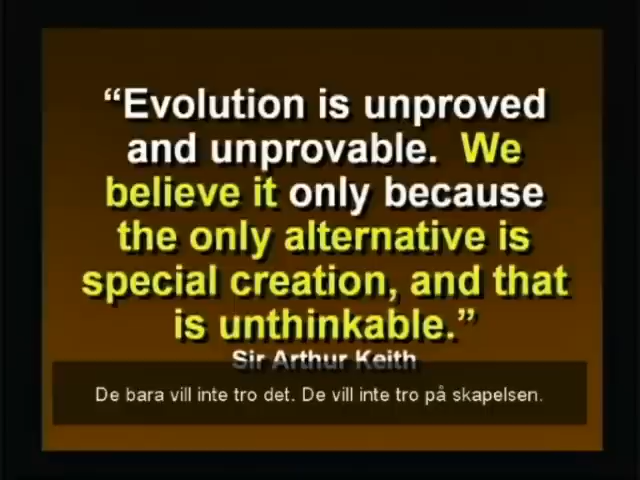 “Evolution is unproved
and unprovable. We
believe it only because
the only alternative is
special creation, and that
is unthinkable.”
Sir Arthur Keith
De bara vill inte tro det. De vill inte tro på skapelsen.